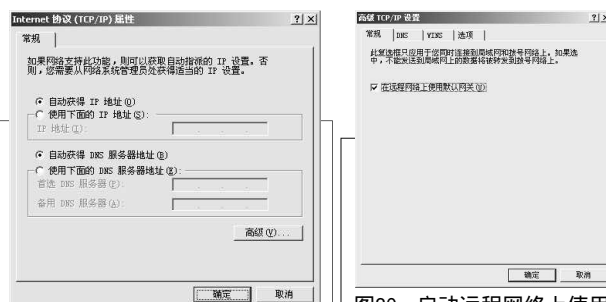 Internet 协议 (TCP/IP) 属性
常规
如果网络支持此功能，则可以获取自动指派的 IP 设置。否
则，您需要从网络系统管理员处获得适当的 IP 设置。
自动获得 IP 地址(O)
使用下面的 IP 地址(S):
IP 地址(I):
自动获得 DNS 服务器地址(B)
使用下面的 DNS 服务器地址(E):
首选 DNS 服务器(P):
备用 DNS 服务器(A):
高级(V)...
确定
取消
高级 TCP/IP 设置
常规
DNS
WINS
选项
此复选框只应用于您同时连接到局域网和拨号网络上。如果选
中，不能发送到局域网上的数据将被转发到拨号网络上。
在远程网络上使用默认网关(U)
确定
取消